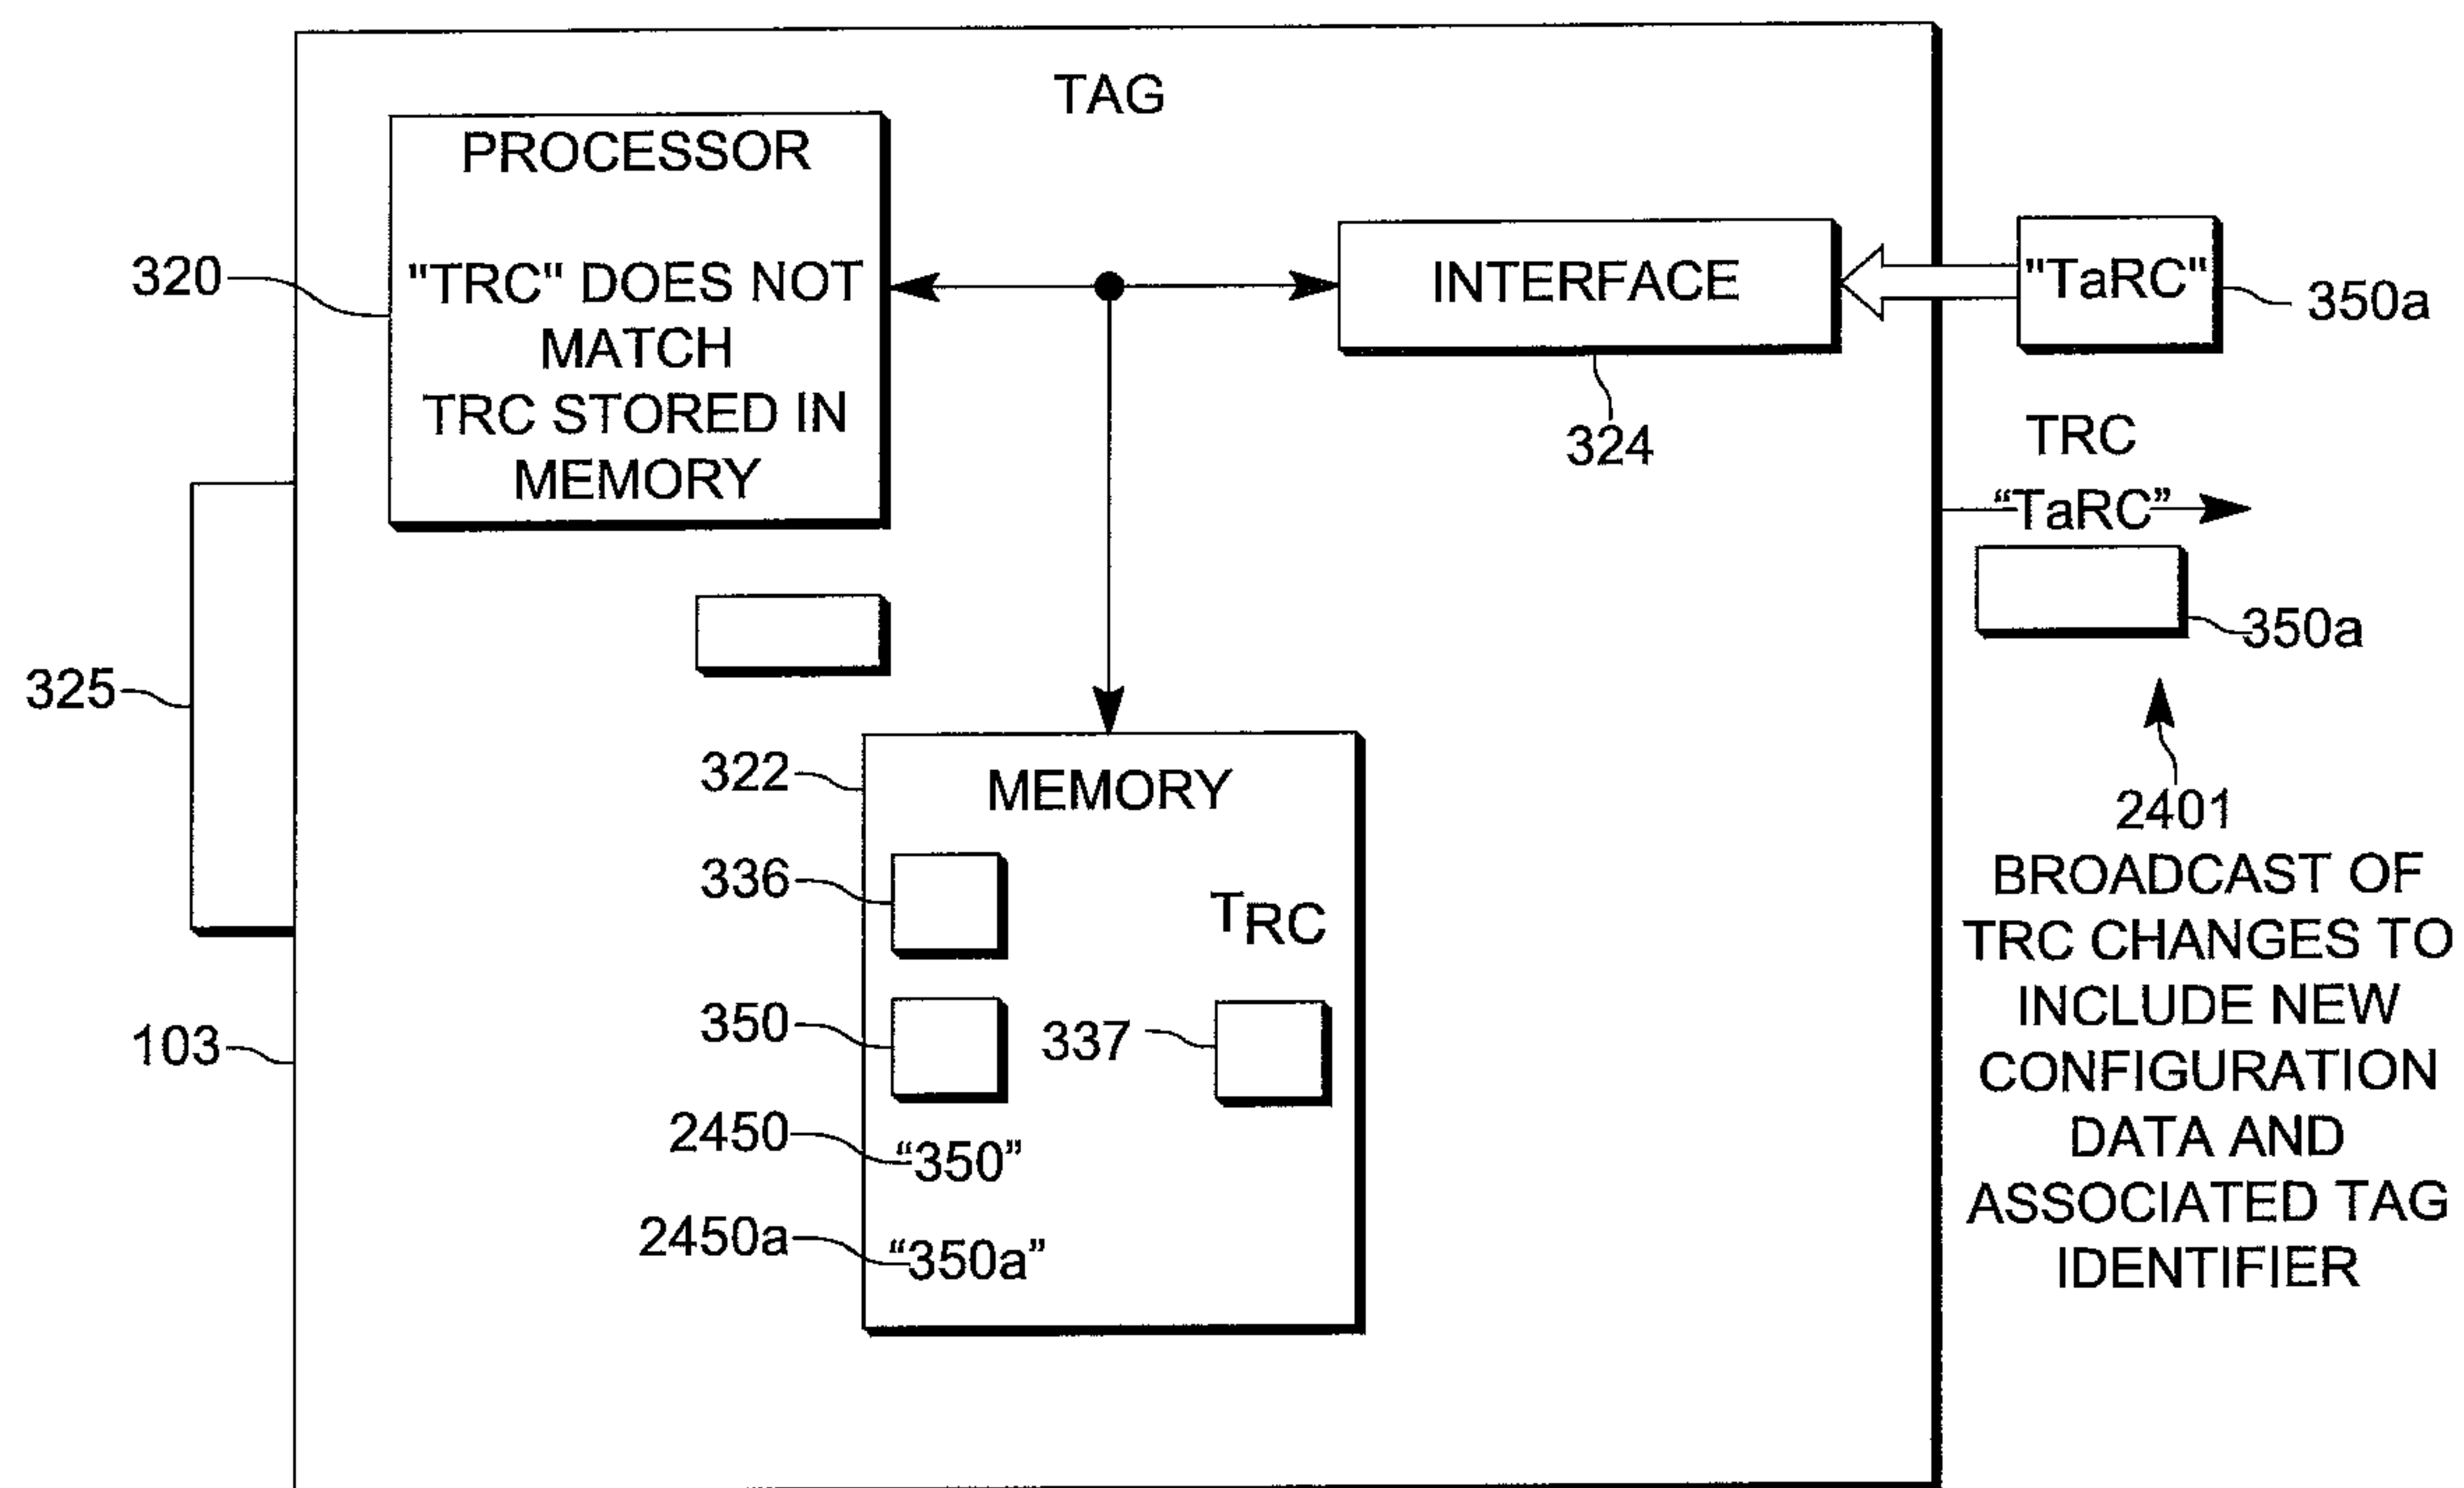 TAG
PROCESSOR
"TRC" DOES NOT
MATCH
TRC STORED IN
MEMORY
320
INTERFACE
324
"TaRC"
350a
TRC
“TaRC”
350a
325
322
MEMORY
336
TRC
350
337
103
2450
“350”
2450a
“350a”
2401
BROADCAST OF
TRC CHANGES TO
INCLUDE NEW
CONFIGURATION
DATA AND
ASSOCIATED TAG
IDENTIFIER